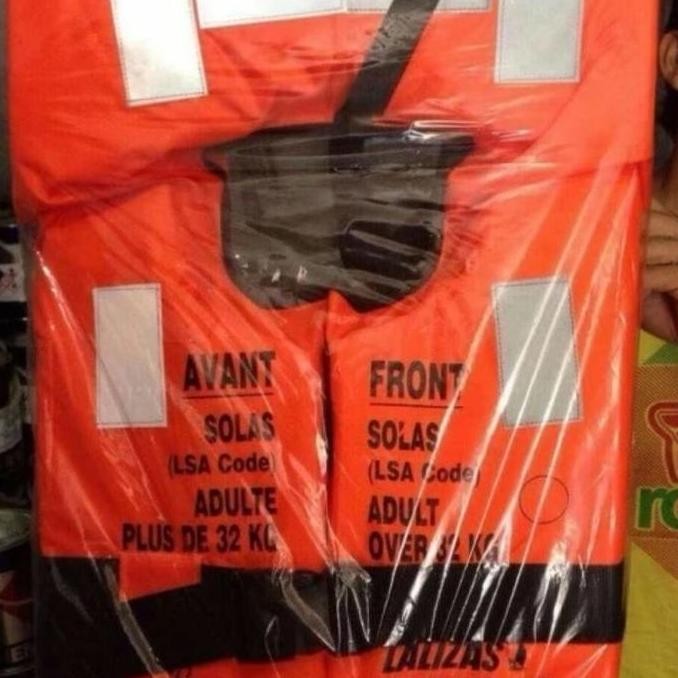 AVANT
SOLAS
(LSA Code)
ADULTE
PLUS DE 32 KG
FRONT
SOLAS
(LSA Code)
ADULT
OVER 32 KG
LALIZAS